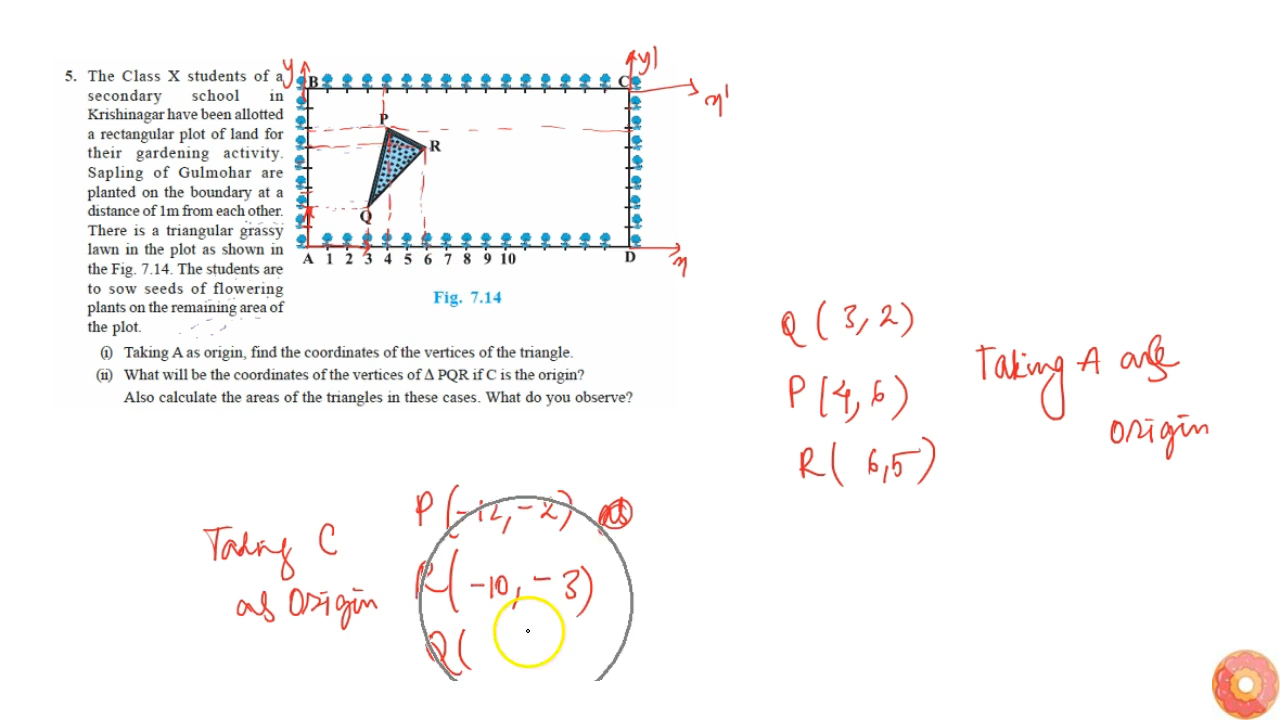 5. The Class X students of a
secondary school in
Krishinagar have been allotted
a rectangular plot of land for
their gardening activity.
Sapling of Gulmohar are
planted on the boundary at a
distance of 1m from each other.
There is a triangular grassy
lawn in the plot as shown in
the Fig. 7.14. The students are
to sow seeds of flowering
plants on the remaining area of
the plot.
y B C y|
x'
P
R
Q
A 1 2 3 4 5 6 7 8 9 10 D x
Fig. 7.14
(i) Taking A as origin, find the coordinates of the vertices of the triangle.
(ii) What will be the coordinates of the vertices of Δ PQR if C is the origin?
Also calculate the areas of the triangles in these cases. What do you observe?
Q ( 3, 2 )
P ( 4, 6 )
R ( 6, 5 )
Taking A
origin
Taking C
as Origin
P ( -12, -2 )
R ( -10, -3 )
Q (